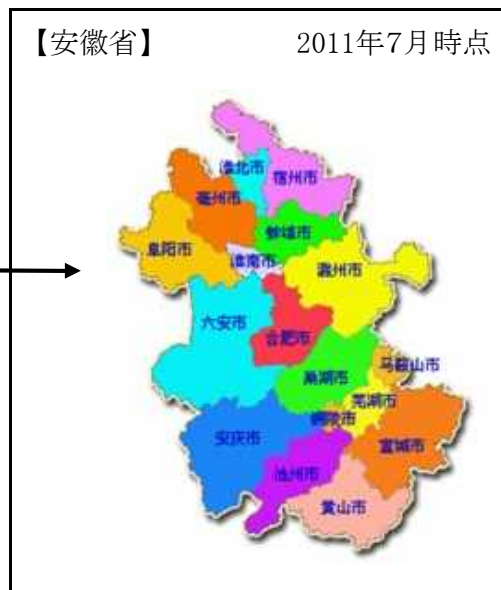 【安徽省】 2011年7月時点
淮北市
宿州市
亳州市
蚌埠市
阜阳市
淮南市
滁州市
六安市
合肥市
马鞍山市
巢湖市
芜湖市
铜陵市
安庆市
宣城市
池州市
黄山市